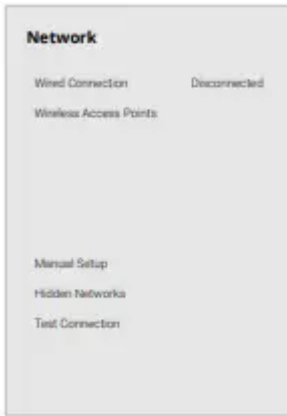 Network
Wired Connection Disconnected
Wireless Access Points
Manual Setup
Hidden Networks
Test Connection